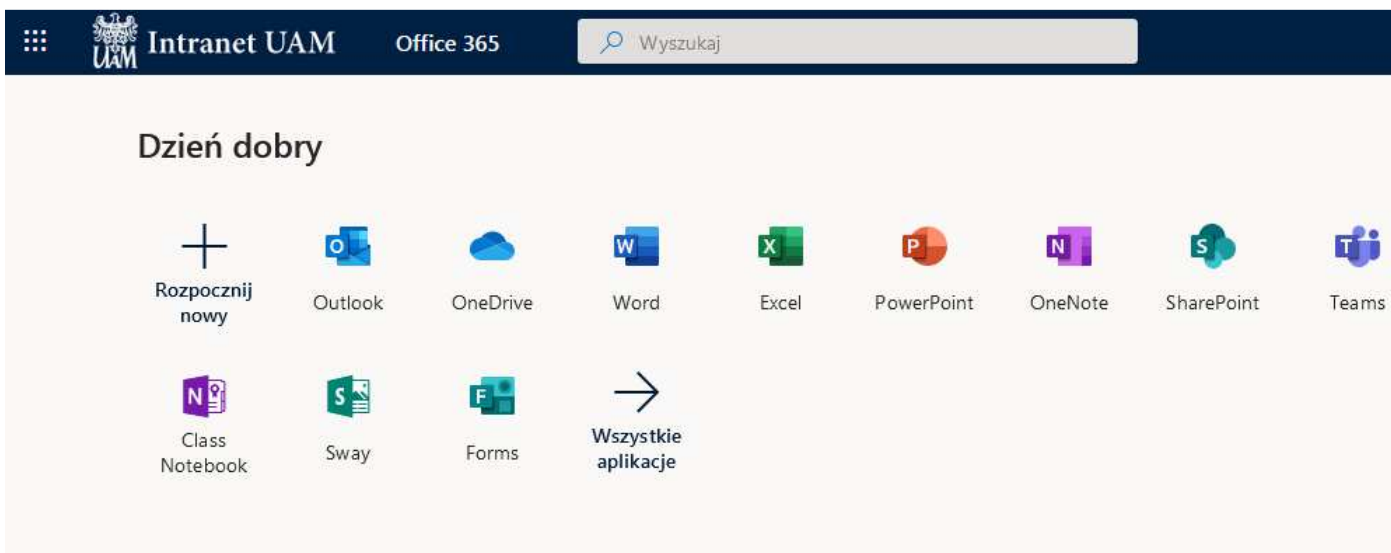 UAM Intranet UAM Office 365 Wyszukaj
Dzień dobry
Rozpocznij nowy
Outlook
OneDrive
Word
Excel
PowerPoint
OneNote
SharePoint
Teams
Class Notebook
Sway
Forms
Wszystkie aplikacje